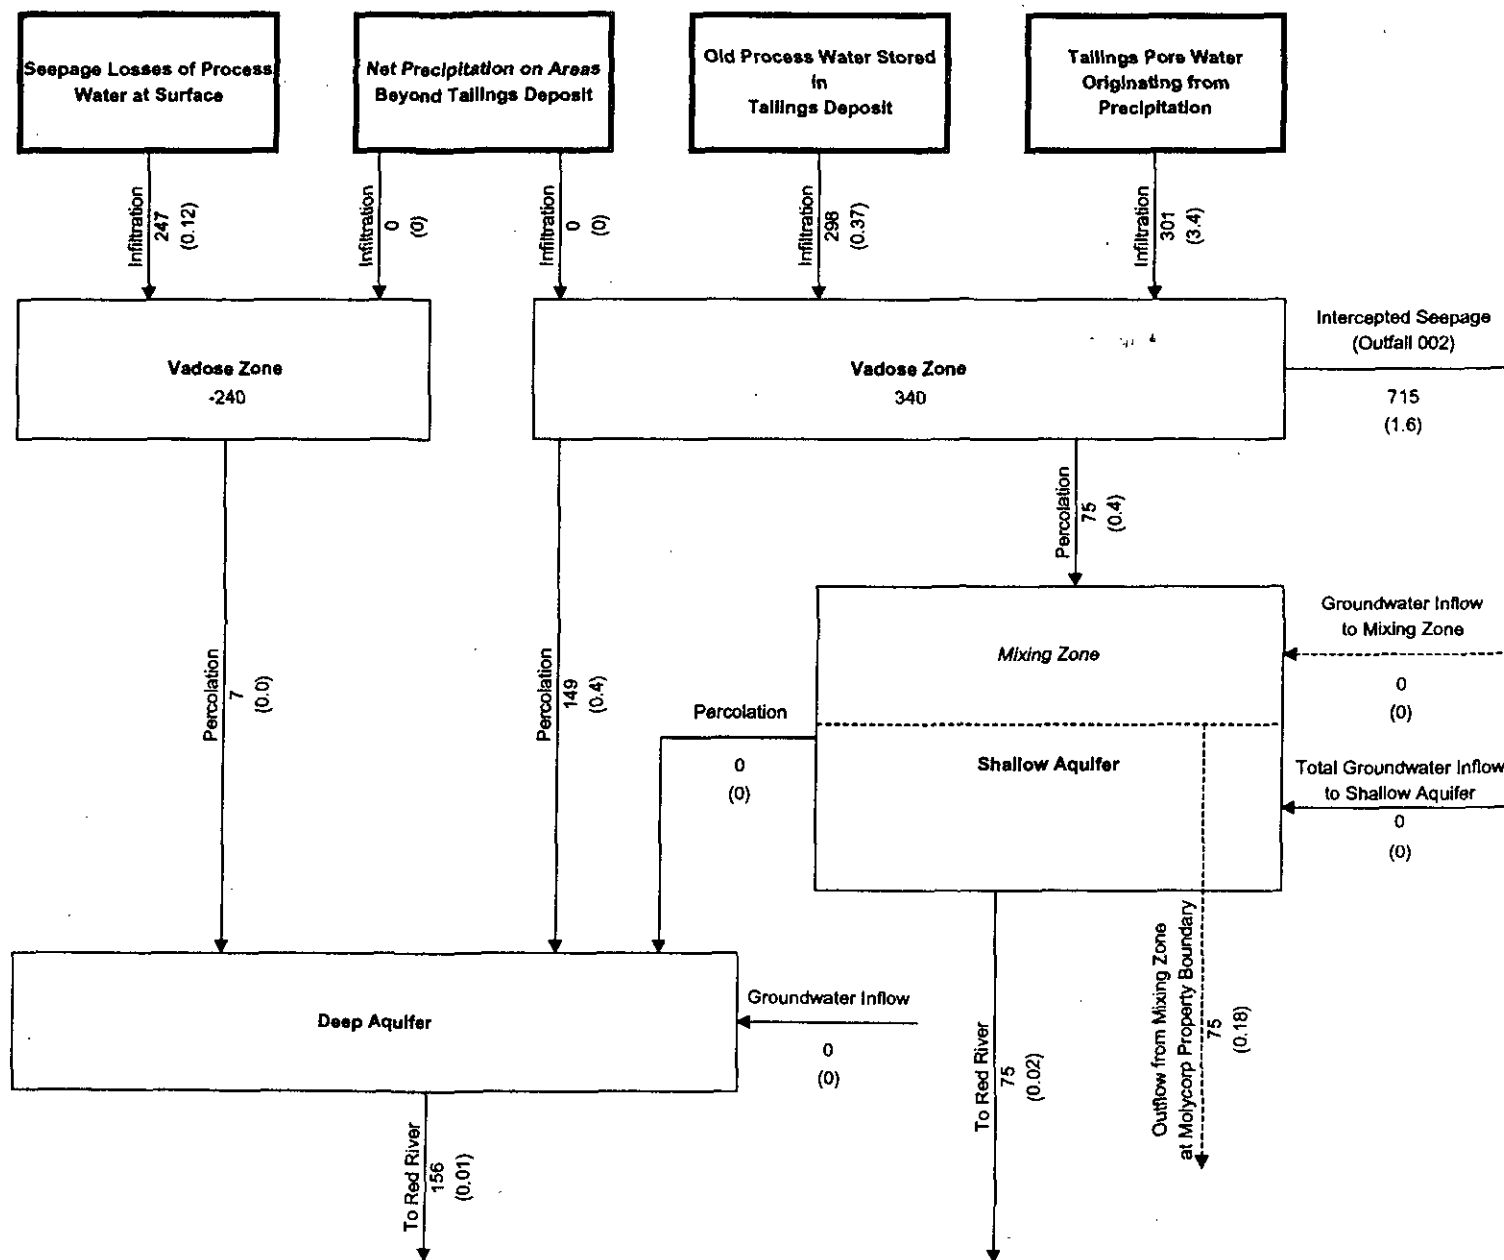 Seepage Losses of Process
Water at Surface
Net Precipitation on Areas
Beyond Tailings Deposit
Old Process Water Stored
in
Tailings Deposit
Tailings Pore Water
Originating from
Precipitation
Infiltration
247
(0.12)
Infiltration
0
(0)
Infiltration
0
(0)
Infiltration
298
(0.37)
Infiltration
301
(3.4)
Vadose Zone
-240
Vadose Zone
340
Intercepted Seepage
(Outfall 002)
715
(1.6)
Percolation
75
(0.4)
Percolation
7
(0.0)
Percolation
149
(0.4)
Percolation
0
(0)
Mixing Zone
Shallow Aquifer
Groundwater Inflow
to Mixing Zone
0
(0)
Total Groundwater Inflow
to Shallow Aquifer
0
(0)
Deep Aquifer
Groundwater Inflow
0
(0)
To Red River
156
(0.01)
To Red River
75
(0.02)
Outflow from Mixing Zone
at Molycorp Property Boundary
75
(0.18)